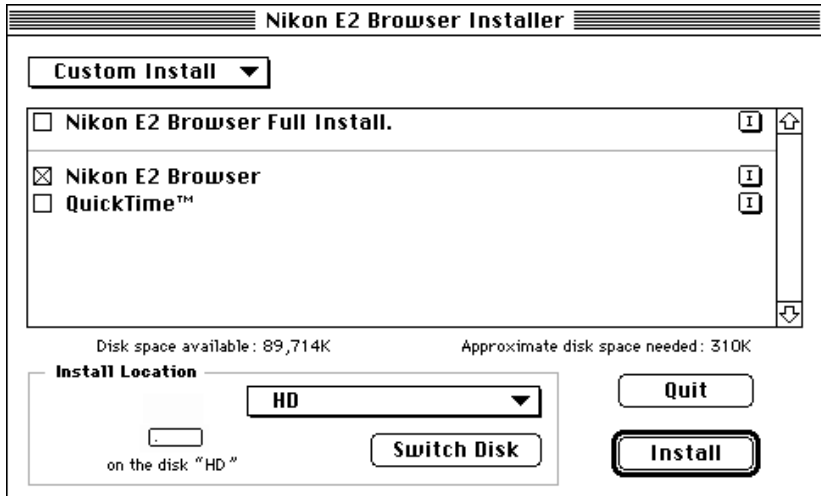 Nikon E2 Browser Installer
Custom Install
Nikon E2 Browser Full Install. I
Nikon E2 Browser I
QuickTime™ I
Disk space available: 89,714K Approximate disk space needed: 310K
Install Location
HD
Quit
on the disk "HD"
Switch Disk
Install